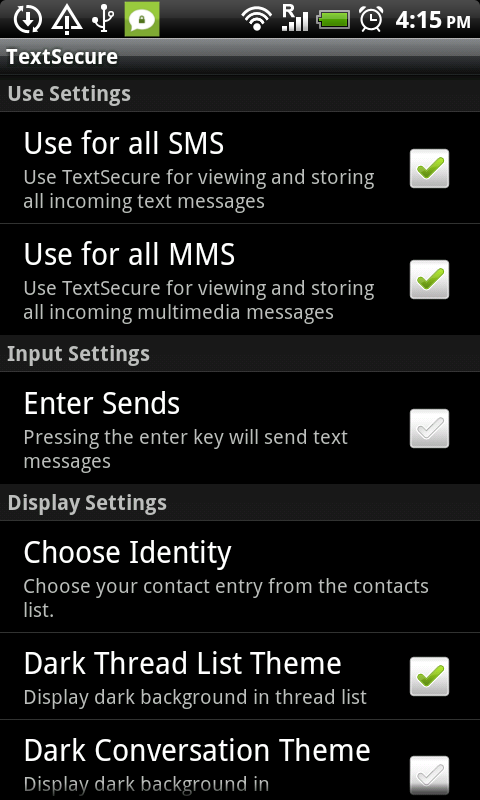 R
4:15 PM
TextSecure
Use Settings
Use for all SMS
Use TextSecure for viewing and storing
all incoming text messages
Use for all MMS
Use TextSecure for viewing and storing
all incoming multimedia messages
Input Settings
Enter Sends
Pressing the enter key will send text
messages
Display Settings
Choose Identity
Choose your contact entry from the contacts
list.
Dark Thread List Theme
Display dark background in thread list
Dark Conversation Theme
Display dark background in